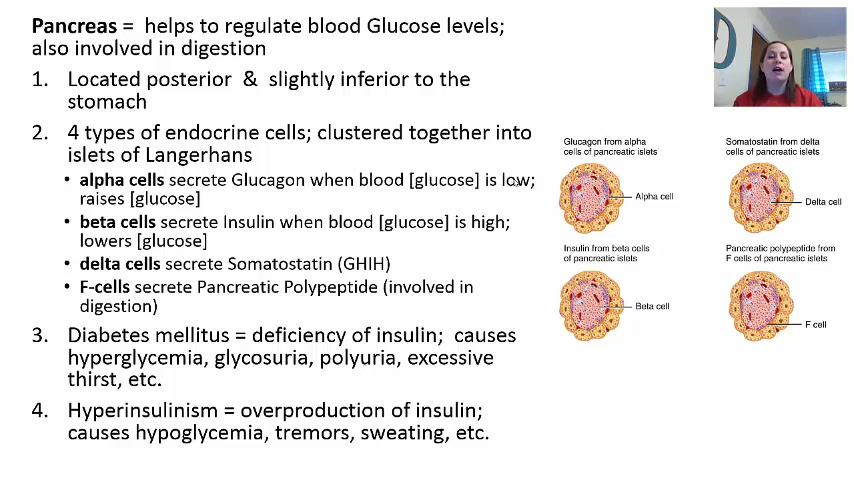 Pancreas =  helps to regulate blood Glucose levels;
also involved in digestion
1. Located posterior  &  slightly inferior to the
stomach
2. 4 types of endocrine cells; clustered together into
islets of Langerhans
• alpha cells secrete Glucagon when blood [glucose] is low;
raises [glucose]
• beta cells secrete Insulin when blood [glucose] is high;
lowers [glucose]
• delta cells secrete Somatostatin (GHIH)
• F-cells secrete Pancreatic Polypeptide (involved in
digestion)
3. Diabetes mellitus = deficiency of insulin;  causes
hyperglycemia, glycosuria, polyuria, excessive
thirst, etc.
4. Hyperinsulinism = overproduction of insulin;
causes hypoglycemia, tremors, sweating, etc.
Glucagon from alpha
cells of pancreatic islets
Alpha cell
Somatostatin from delta
cells of pancreatic islets
Delta cell
Insulin from beta cells
of pancreatic islets
Beta cell
Pancreatic polypeptide from
F cells of pancreatic islets
F cell